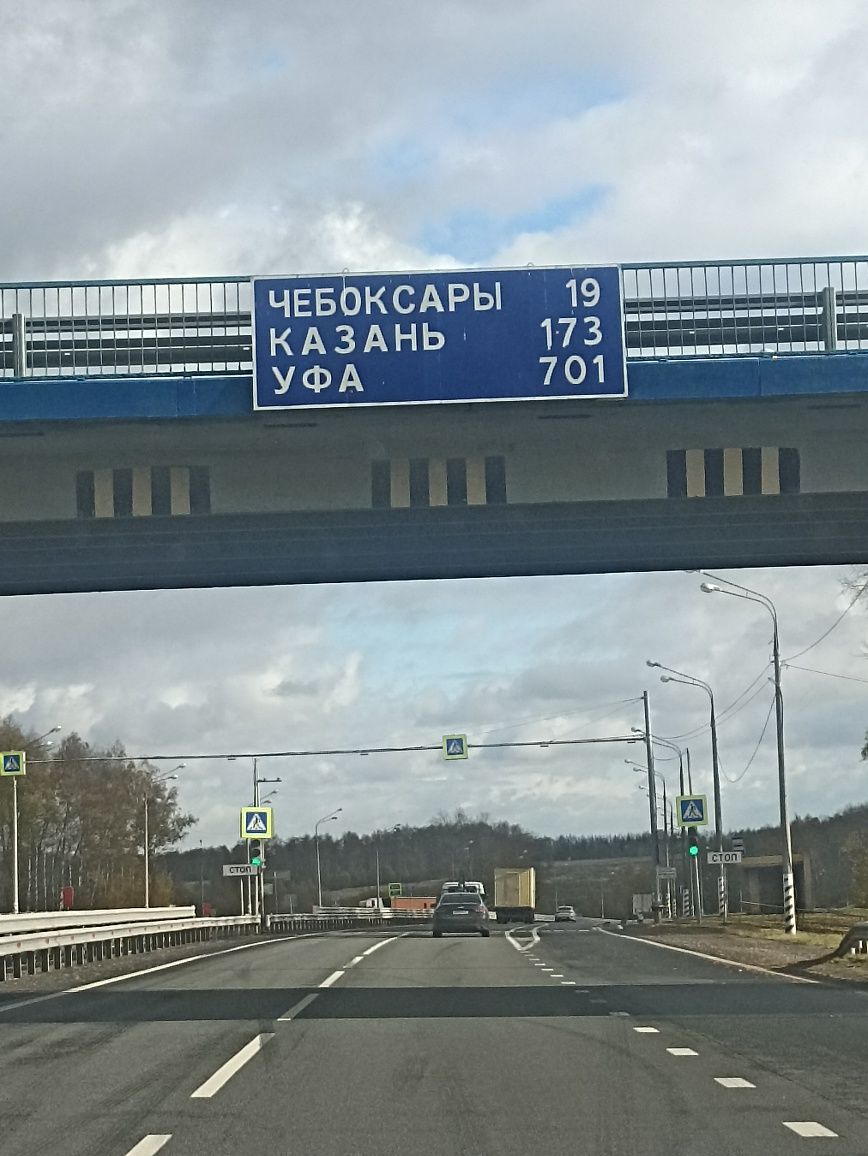 ЧЕБОКСАРЫ 19
КАЗАНЬ 173
УФА 701
СТОП
СТОП